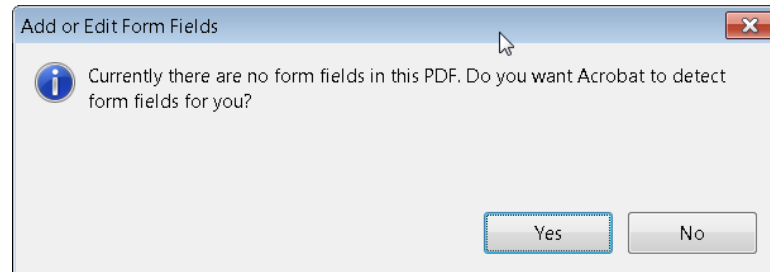 Add or Edit Form Fields
Currently there are no form fields in this PDF. Do you want Acrobat to detect
form fields for you?
Yes
No